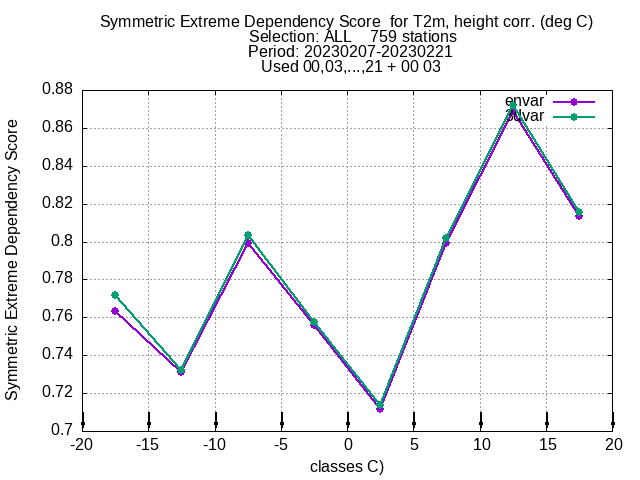 Symmetric Extreme Dependency Score  for T2m, height corr. (deg C)
Selection: ALL    759 stations
Period: 20230207-20230221
Used 00,03,...,21 + 00 03
Symmetric Extreme Dependency Score
0.88
0.86
0.84
0.82
0.8
0.78
0.76
0.74
0.72
0.7
envar
3dvar
-20 -15 -10 -5 0 5 10 15 20
classes C)